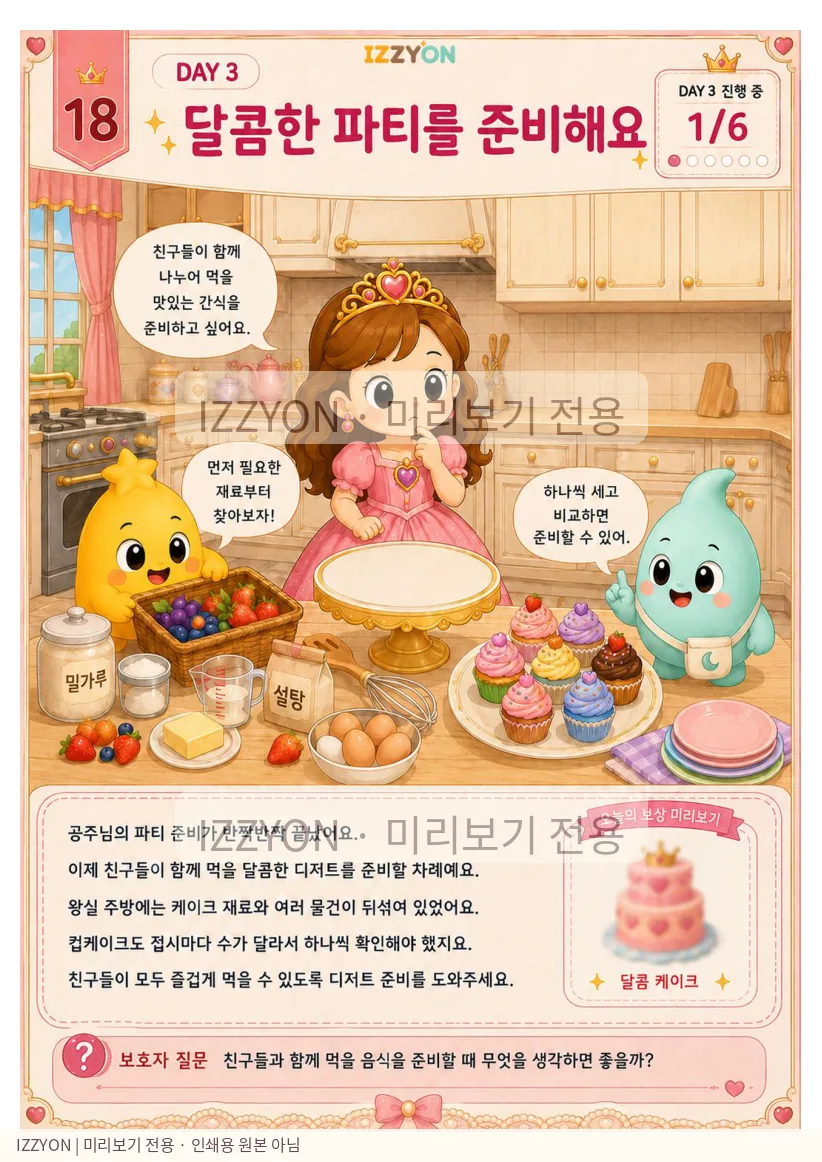 IZZYON
18
DAY 3
달콤한 파티를 준비해요
DAY 3 진행 중
1/6
친구들이 함께
나누어 먹을
맛있는 간식을
준비하고 싶어요.
IZZYON · 미리보기 전용
먼저 필요한
재료부터
찾아보자!
하나씩 세고
비교하면
준비할 수 있어.
밀가루
설탕
오늘의 보상 미리보기
공주님의 파티 준비가 반짝반짝 끝났어요.
IZZYON · 미리보기 전용
이제 친구들이 함께 먹을 달콤한 디저트를 준비할 차례예요.
왕실 주방에는 케이크 재료와 여러 물건이 뒤섞여 있었어요.
컵케이크도 접시마다 수가 달라서 하나씩 확인해야 했지요.
친구들이 모두 즐겁게 먹을 수 있도록 디저트 준비를 도와주세요.
달콤 케이크
? 보호자 질문 친구들과 함께 먹을 음식을 준비할 때 무엇을 생각하면 좋을까?
IZZYON | 미리보기 전용 · 인쇄용 원본 아님